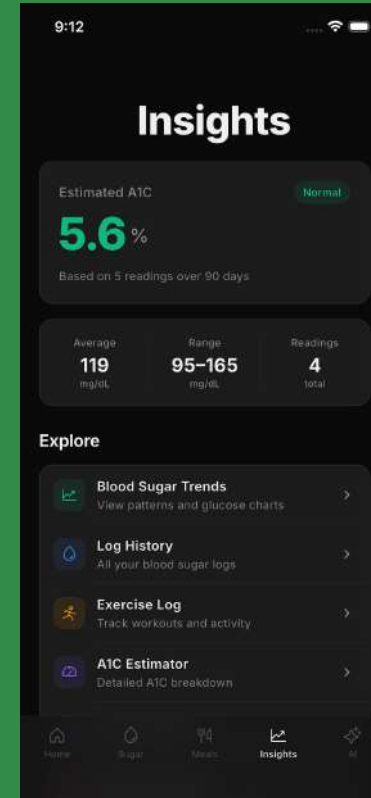 9:12
Insights
Estimated A1C
Normal
5.6%
Based on 5 readings over 90 days
Average
Range
Readings
119
95–165
4
mg/dL
mg/dL
total
Explore
Blood Sugar Trends
View patterns and glucose charts
Log History
All your blood sugar logs
Exercise Log
Track workouts and activity
A1C Estimator
Detailed A1C breakdown
Home
Sugar
Meals
Insights
AI